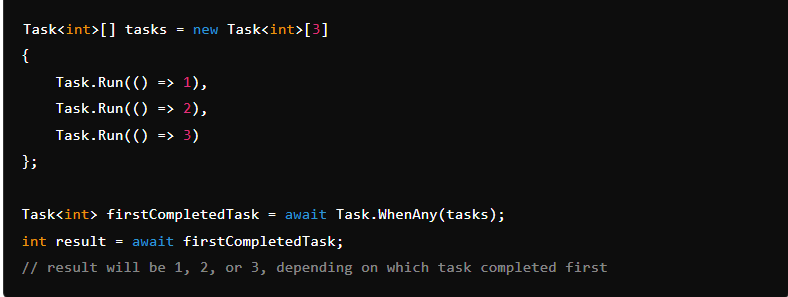 Task<int>[] tasks = new Task<int>[3]
{
    Task.Run(() => 1),
    Task.Run(() => 2),
    Task.Run(() => 3)
};

Task<int> firstCompletedTask = await Task.WhenAny(tasks);
int result = await firstCompletedTask;
// result will be 1, 2, or 3, depending on which task completed first